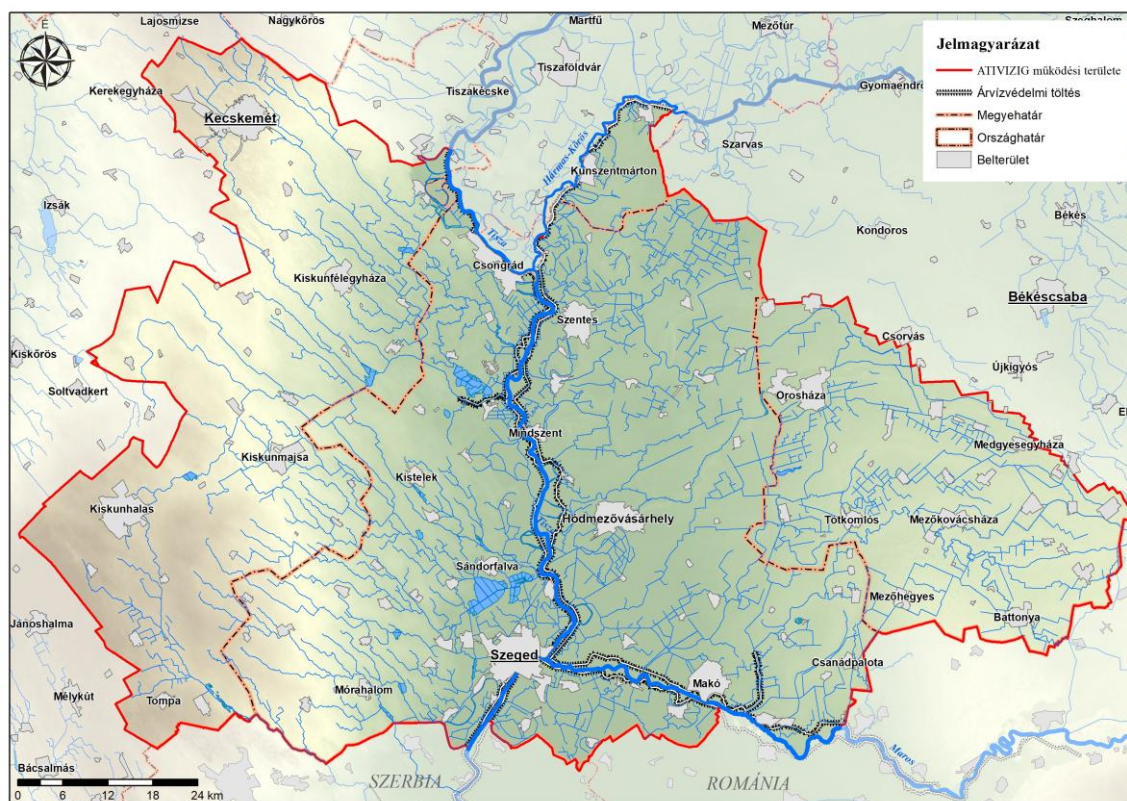 É
Lajosmizse
Nagykőrös
Martfű
Mezőtúr
Szeghalom
Jelmagyarázat
ATIVIZIG működési területe
Árvízvédelmi töltés
Megyehatár
Országhatár
Belterület
Tiszaföldvár
Kerekegyháza
Tiszakécske
Gyomaendrő
Kecskemét
Szarvas
Hármas-Körös
Kunszentmárton
Izsák
Békés
Kondoros
Tisza
Csongrád
Kiskunfélegyháza
Békéscsaba
Szentes
Csorvás
Kiskőrös
Újkígyós
Soltvadkert
Orosháza
El
Mindszent
Medgyesegyháza
Kiskunmajsa
Kistelek
Kiskunhalas
Hódmezővásárhely
Tótkomlós
Mezőkovácsháza
Sándorfalva
Mezőhegyes
Jánoshalma
Battonya
Szeged
Csanádpalota
Makó
Mórahalom
Mélykút
Tompa
Maros
Bácsalmás
SZERBIA
ROMÁNIA
0 6 12 18 24 km